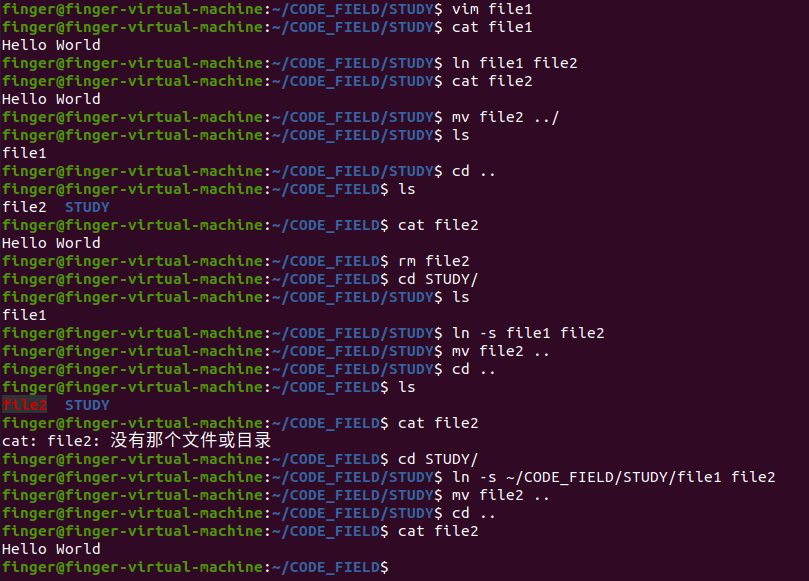 finger@finger-virtual-machine:~/CODE_FIELD/STUDY$ vim file1
finger@finger-virtual-machine:~/CODE_FIELD/STUDY$ cat file1
Hello World
finger@finger-virtual-machine:~/CODE_FIELD/STUDY$ ln file1 file2
finger@finger-virtual-machine:~/CODE_FIELD/STUDY$ cat file2
Hello World
finger@finger-virtual-machine:~/CODE_FIELD/STUDY$ mv file2 ../
finger@finger-virtual-machine:~/CODE_FIELD/STUDY$ ls
file1
finger@finger-virtual-machine:~/CODE_FIELD/STUDY$ cd ..
finger@finger-virtual-machine:~/CODE_FIELD$ ls
file2  STUDY
finger@finger-virtual-machine:~/CODE_FIELD$ cat file2
Hello World
finger@finger-virtual-machine:~/CODE_FIELD$ rm file2
finger@finger-virtual-machine:~/CODE_FIELD$ cd STUDY/
finger@finger-virtual-machine:~/CODE_FIELD/STUDY$ ls
file1
finger@finger-virtual-machine:~/CODE_FIELD/STUDY$ ln -s file1 file2
finger@finger-virtual-machine:~/CODE_FIELD/STUDY$ mv file2 ..
finger@finger-virtual-machine:~/CODE_FIELD/STUDY$ cd ..
finger@finger-virtual-machine:~/CODE_FIELD$ ls
file2  STUDY
finger@finger-virtual-machine:~/CODE_FIELD$ cat file2
cat: file2: 没有那个文件或目录
finger@finger-virtual-machine:~/CODE_FIELD$ cd STUDY/
finger@finger-virtual-machine:~/CODE_FIELD/STUDY$ ln -s ~/CODE_FIELD/STUDY/file1 file2
finger@finger-virtual-machine:~/CODE_FIELD/STUDY$ mv file2 ..
finger@finger-virtual-machine:~/CODE_FIELD/STUDY$ cd ..
finger@finger-virtual-machine:~/CODE_FIELD$ cat file2
Hello World
finger@finger-virtual-machine:~/CODE_FIELD$